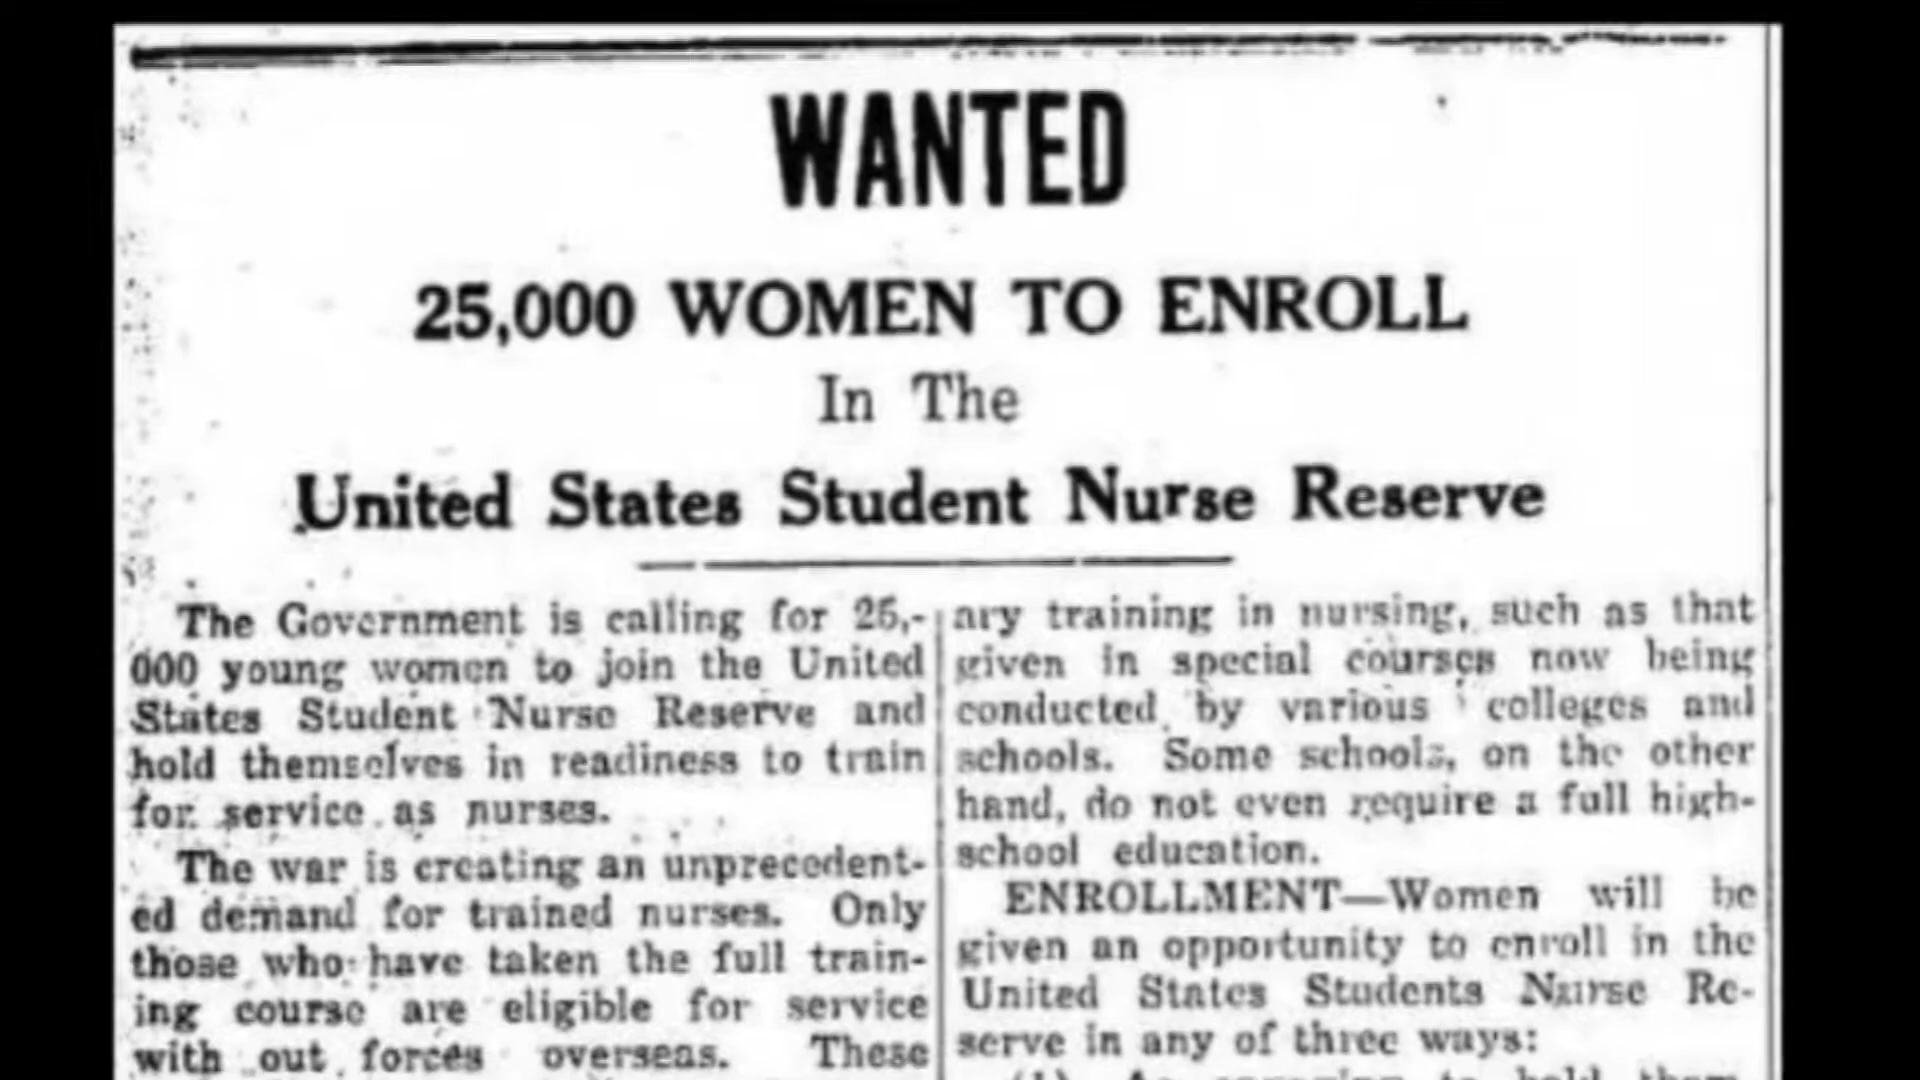 WANTED
25,000 WOMEN TO ENROLL
In The
United States Student Nurse Reserve
The Government is calling for 25,-
000 young women to join the United
States Student Nurse Reserve and
hold themselves in readiness to train
for service as nurses.
The war is creating an unprecedent-
ed demand for trained nurses. Only
those who have taken the full train-
ing course are eligible for service
with out forces overseas. These
ary training in nursing, such as that
given in special courses now being
conducted by various colleges and
schools. Some schools, on the other
hand, do not even require a full high-
school education.
ENROLLMENT—Women will be
given an opportunity to enroll in the
United States Students Nurse Re-
serve in any of three ways: